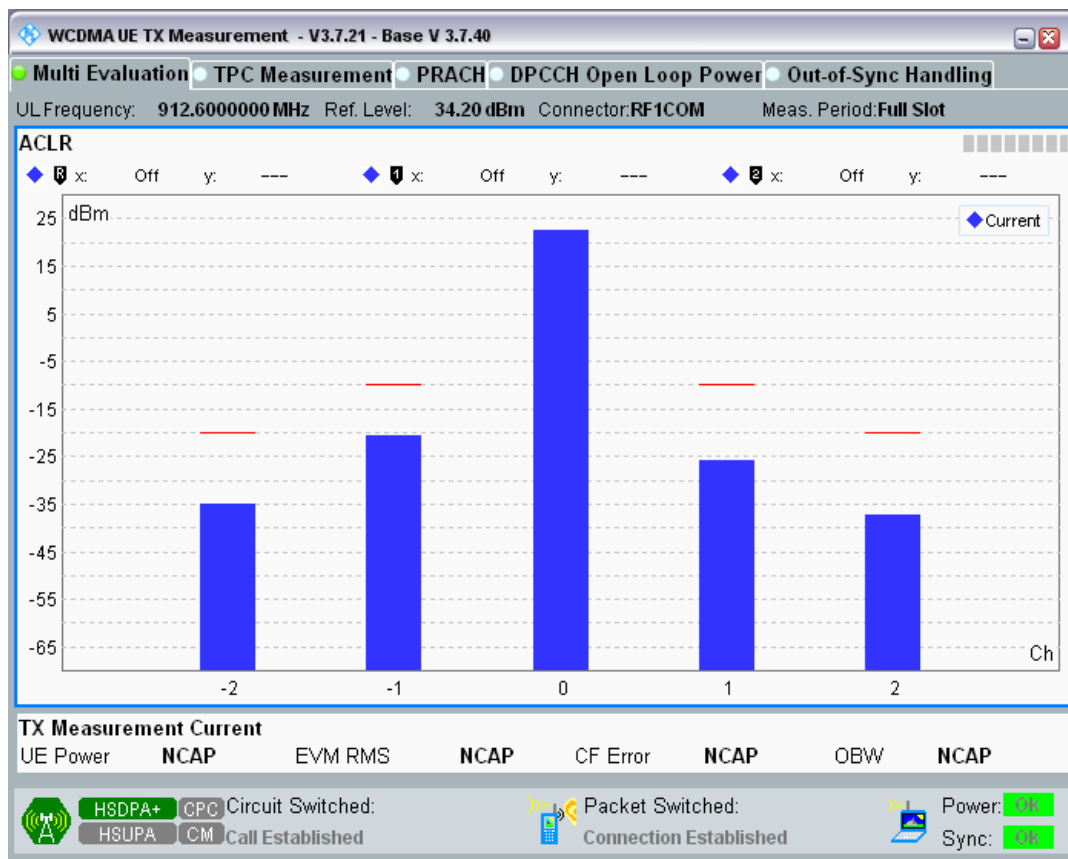 WCDMA UE TX Measurement - V3.7.21 - Base V 3.7.40
Multi Evaluation TPC Measurement PRACH DPCCH Open Loop Power Out-of-Sync Handling
UL Frequency: 912.6000000 MHz Ref. Level: 34.20 dBm Connector:RF1COM Meas. Period:Full Slot
ACLR
R x: Off y: --- 1 x: Off y: --- 2 x: Off y: ---
dBm
Current
25
15
5
-5
-15
-25
-35
-45
-55
-65
Ch
-2 -1 0 1 2
TX Measurement Current
UE Power NCAP EVM RMS NCAP CF Error NCAP OBW NCAP
HSDPA+ CPC Circuit Switched: Packet Switched: Power: OK
HSUPA CM Call Established Connection Established Sync: OK